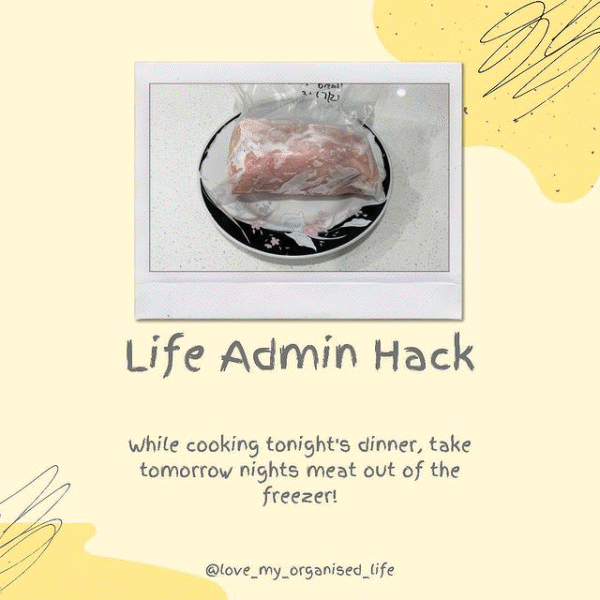 Life Admin Hack
While cooking tonight's dinner, take
tomorrow nights meat out of the
freezer!
@love_my_organised_life